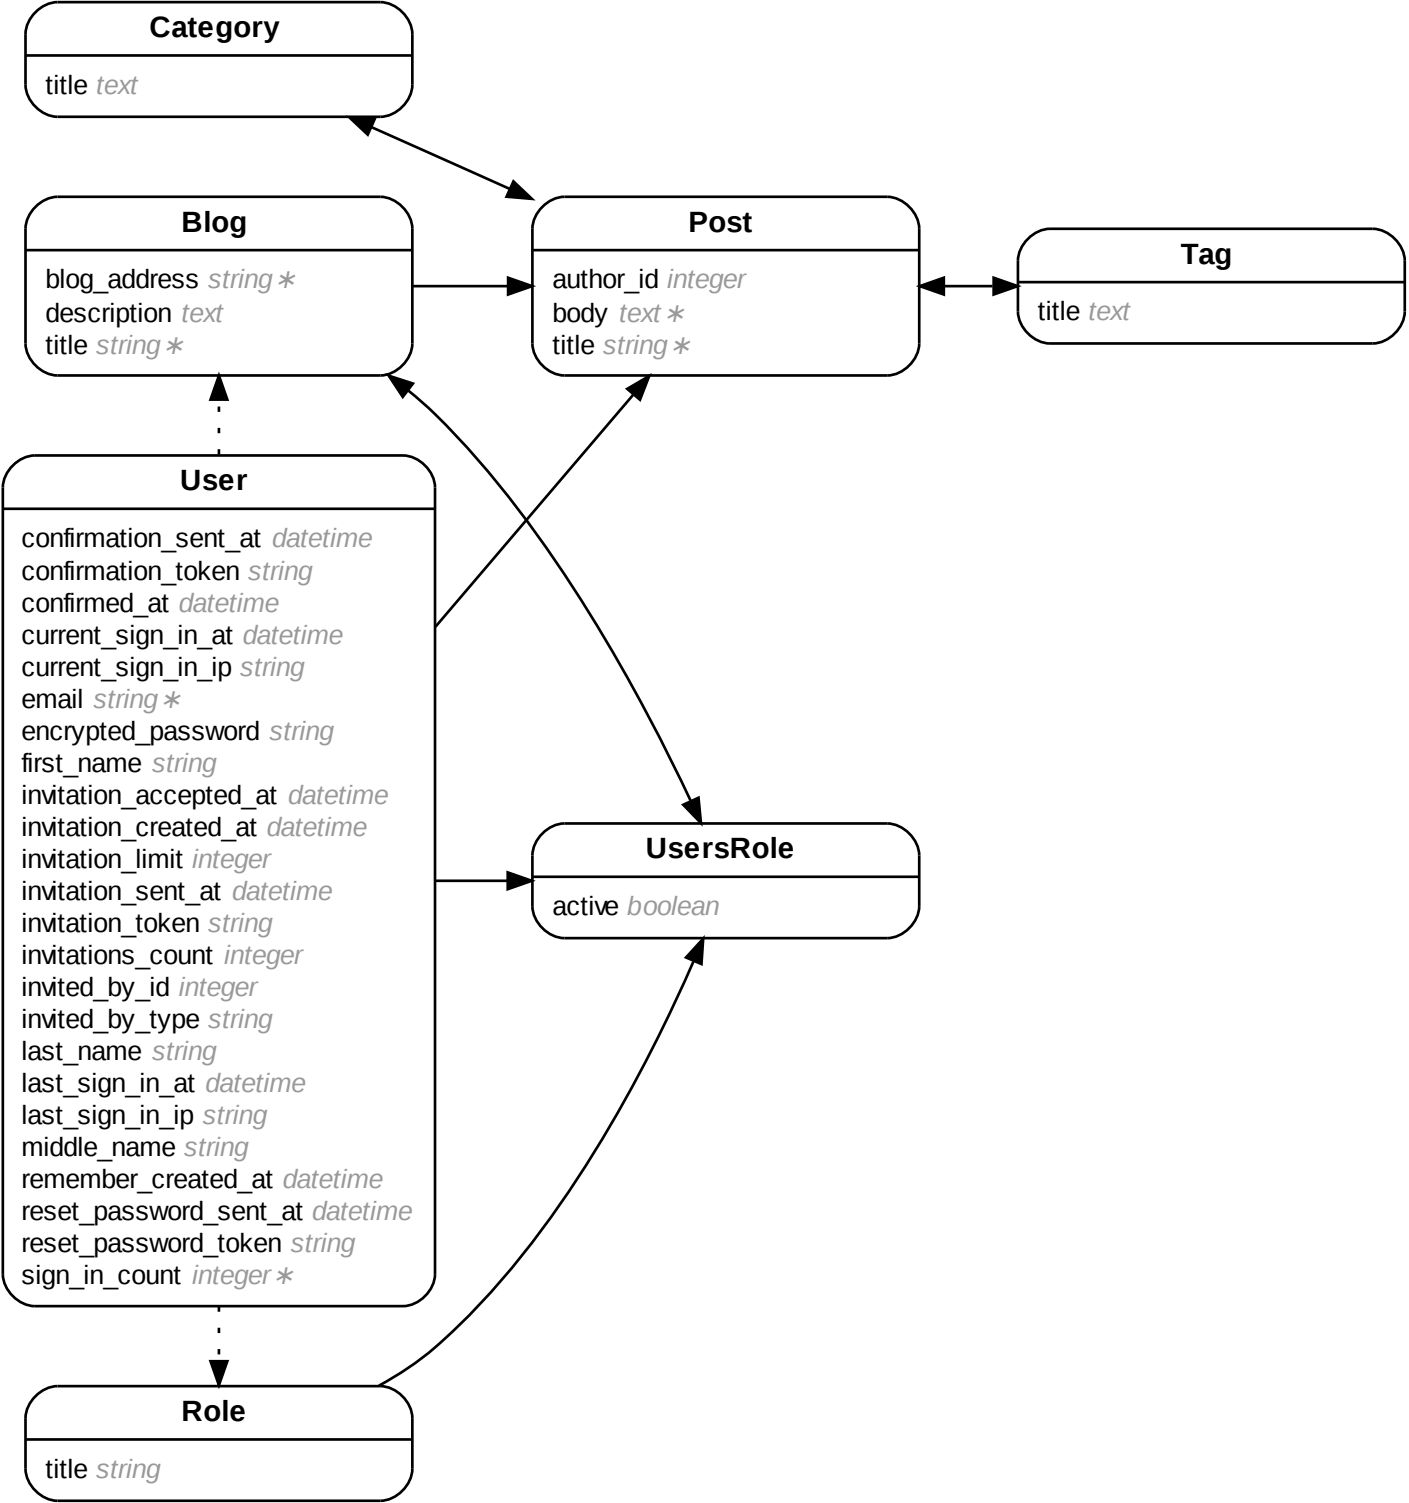 Category
title text
Blog
blog_address string∗
description text
title string∗
Post
author_id integer
body text∗
title string∗
Tag
title text
User
confirmation_sent_at datetime
confirmation_token string
confirmed_at datetime
current_sign_in_at datetime
current_sign_in_ip string
email string∗
encrypted_password string
first_name string
invitation_accepted_at datetime
invitation_created_at datetime
invitation_limit integer
invitation_sent_at datetime
invitation_token string
invitations_count integer
invited_by_id integer
invited_by_type string
last_name string
last_sign_in_at datetime
last_sign_in_ip string
middle_name string
remember_created_at datetime
reset_password_sent_at datetime
reset_password_token string
sign_in_count integer∗
UsersRole
active boolean
Role
title string